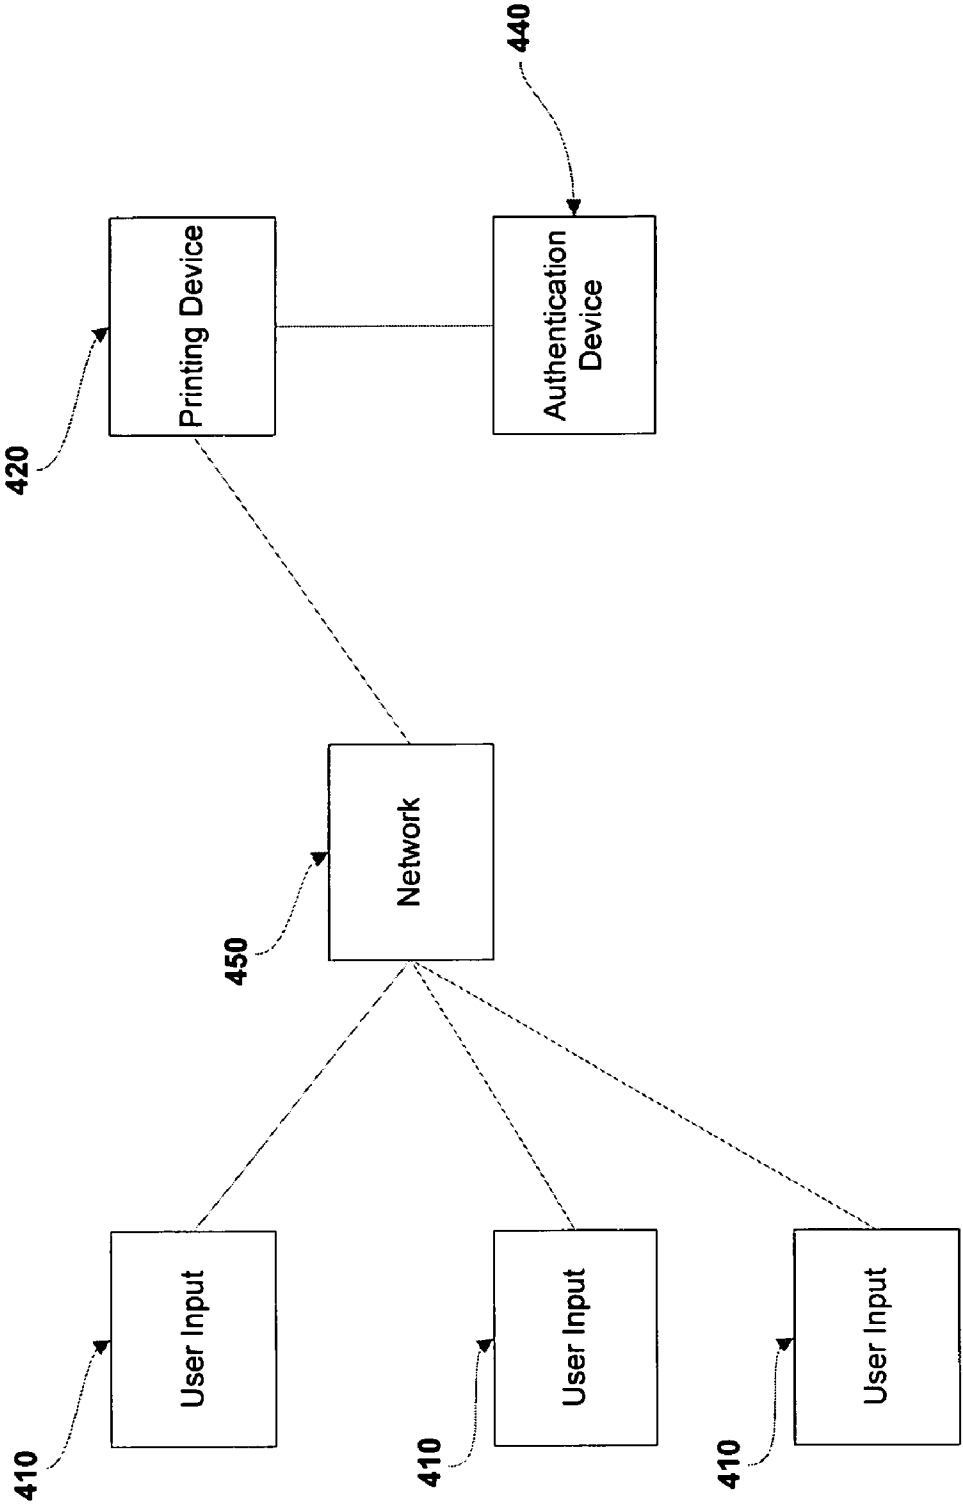 410
User Input
410
User Input
410
User Input
450
Network
420
Printing Device
440
Authentication
Device